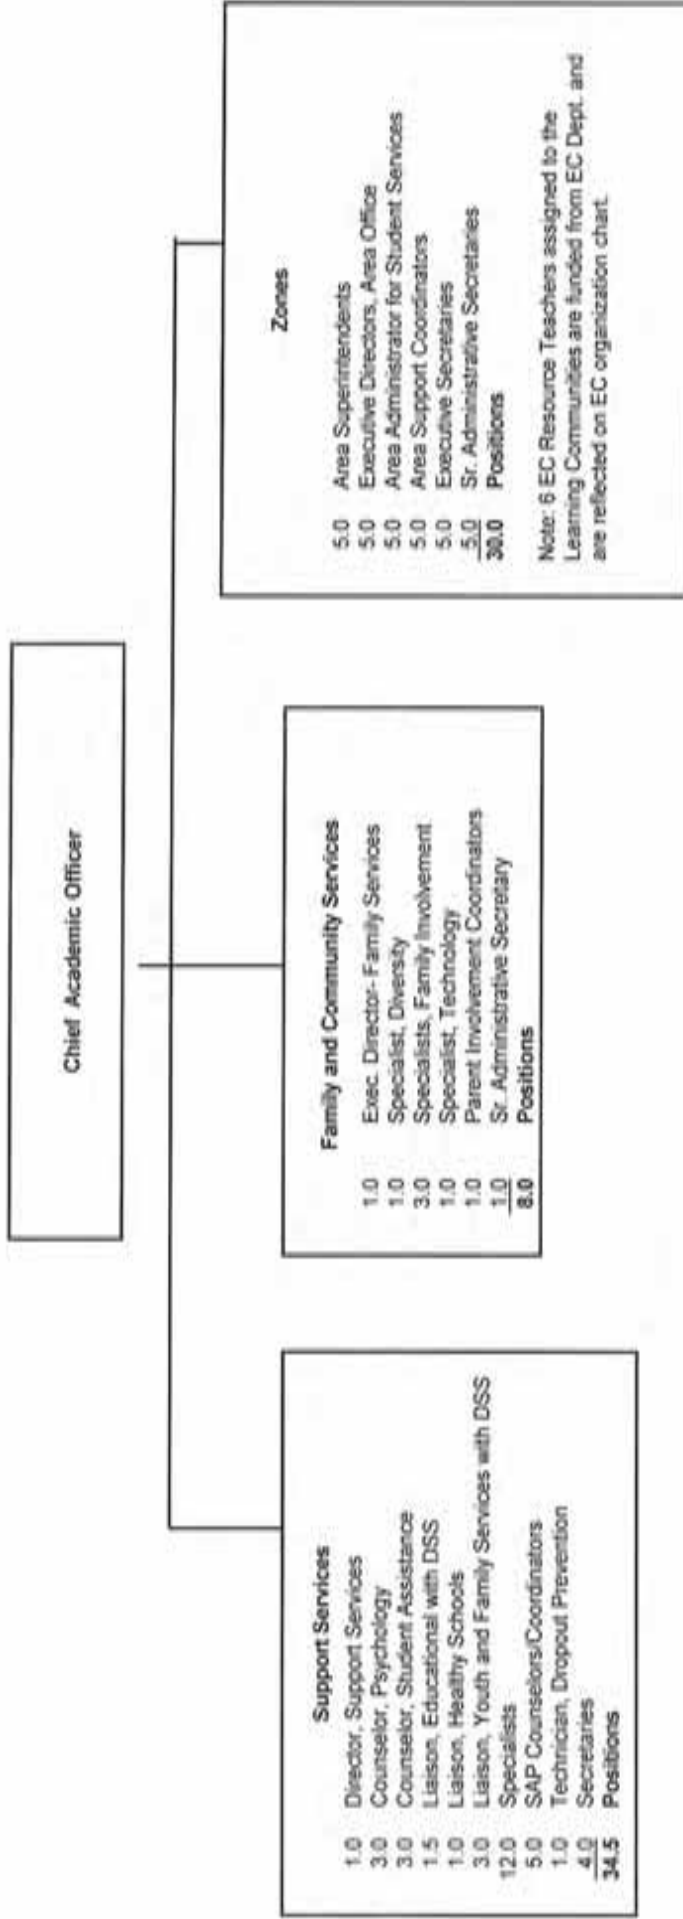 Chief Academic Officer
Support Services
1.0 Director, Support Services
3.0 Counselor, Psychology
3.0 Counselor, Student Assistance
1.5 Liaison, Educational with DSS
1.0 Liaison, Healthy Schools
3.0 Liaison, Youth and Family Services with DSS
12.0 Specialists
5.0 SAP Counselors/Coordinators
1.0 Technician, Dropout Prevention
4.0 Secretaries
34.5 Positions
Family and Community Services
1.0 Exec. Director- Family Services
1.0 Specialist, Diversity
3.0 Specialists, Family Involvement
1.0 Specialist, Technology
1.0 Parent Involvement Coordinators
1.0 Sr. Administrative Secretary
8.0 Positions
Zones
5.0 Area Superintendents
5.0 Executive Directors, Area Office
5.0 Area Administrator for Student Services
5.0 Area Support Coordinators
5.0 Executive Secretaries
5.0 Sr. Administrative Secretaries
30.0 Positions
Note: 6 EC Resource Teachers assigned to the
Learning Communities are funded from EC Dept. and
are reflected on EC organization chart.